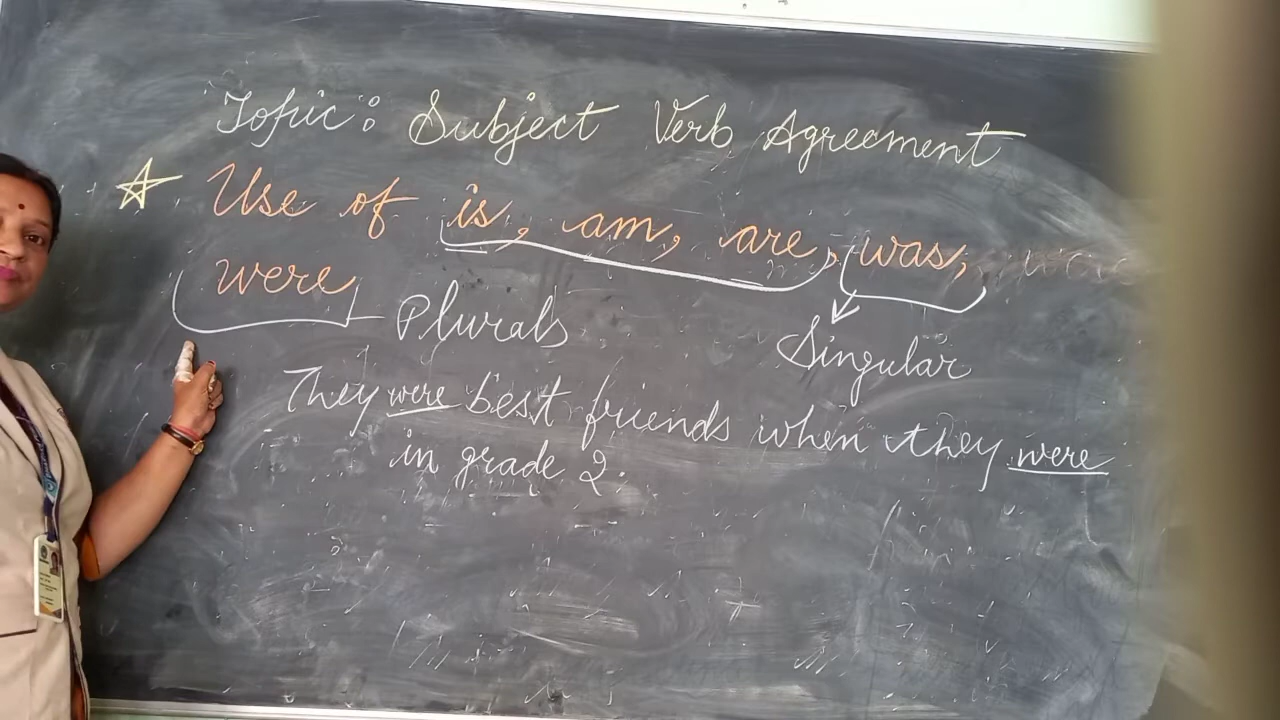 Topic: Subject Verb Agreement
Use of is, am, are, was,
were Plurals
Singular
They were best friends when they were
in grade 2.